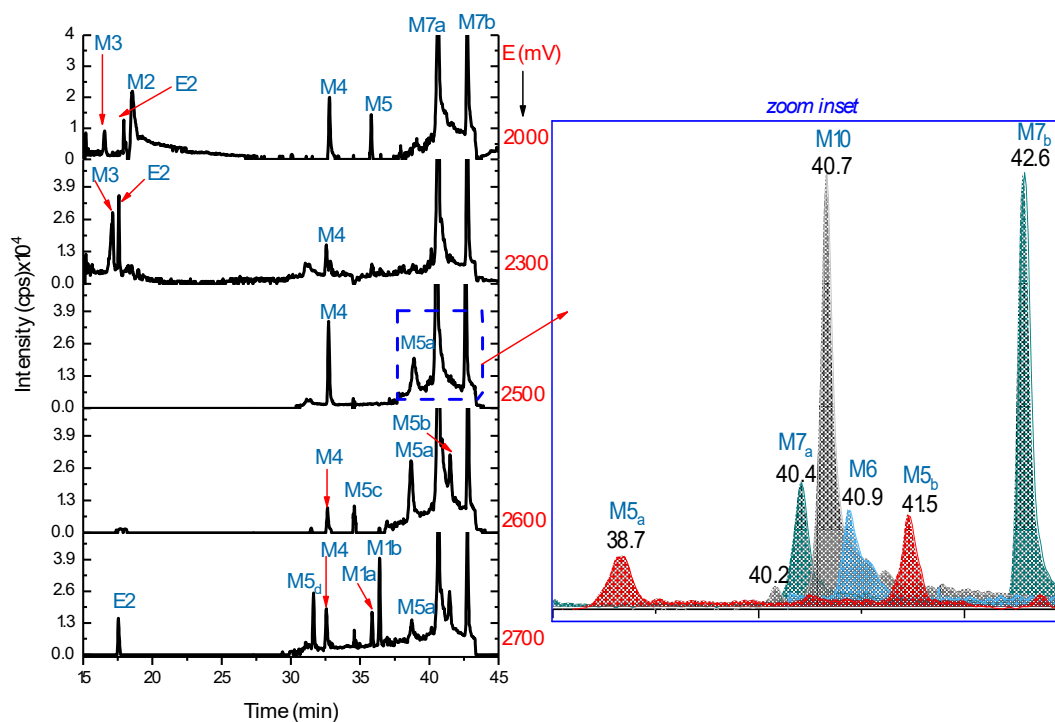 M7a M7b
E (mV)
4 M3 M2 E2 M4 M5
2
1
0
2000
3.9 M3 E2 M4
2.6
1.3
0.0
2300
3.9 M4 M5a
2.6
1.3
0.0
2500
3.9 M4 M5c M5a M5b
2.6
1.3
0.0
2600
3.9 E2 M5d M4 M1a M1b M5a
2.6
1.3
0.0
2700
15 20 25 30 35 40 45
Time (min)
Intensity (cps)x10⁴
zoom inset
M10
40.7
M7b
42.6
M7a
40.4
M6
40.9
M5b
41.5
M5a
38.7
40.2